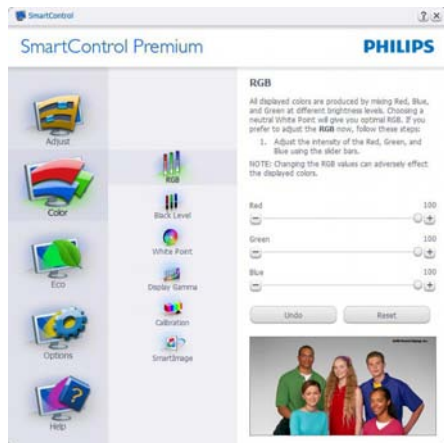 SmartControl
SmartControl Premium
PHILIPS
Adjust
Color
Eco
Options
Help
RGB
Black Level
White Point
Display Gamma
Calibration
SmartImage
RGB
All displayed colors are produced by mixing Red, Blue,
and Green at different brightness levels. Choosing a
neutral White Point will give you optimal RGB. If you
prefer to adjust the RGB now, follow these steps:
1. Adjust the intensity of the Red, Green, and
Blue using the slider bars.
NOTE: Changing the RGB values can adversely effect
the displayed colors.
Red 100
Green 100
Blue 100
Undo Reset